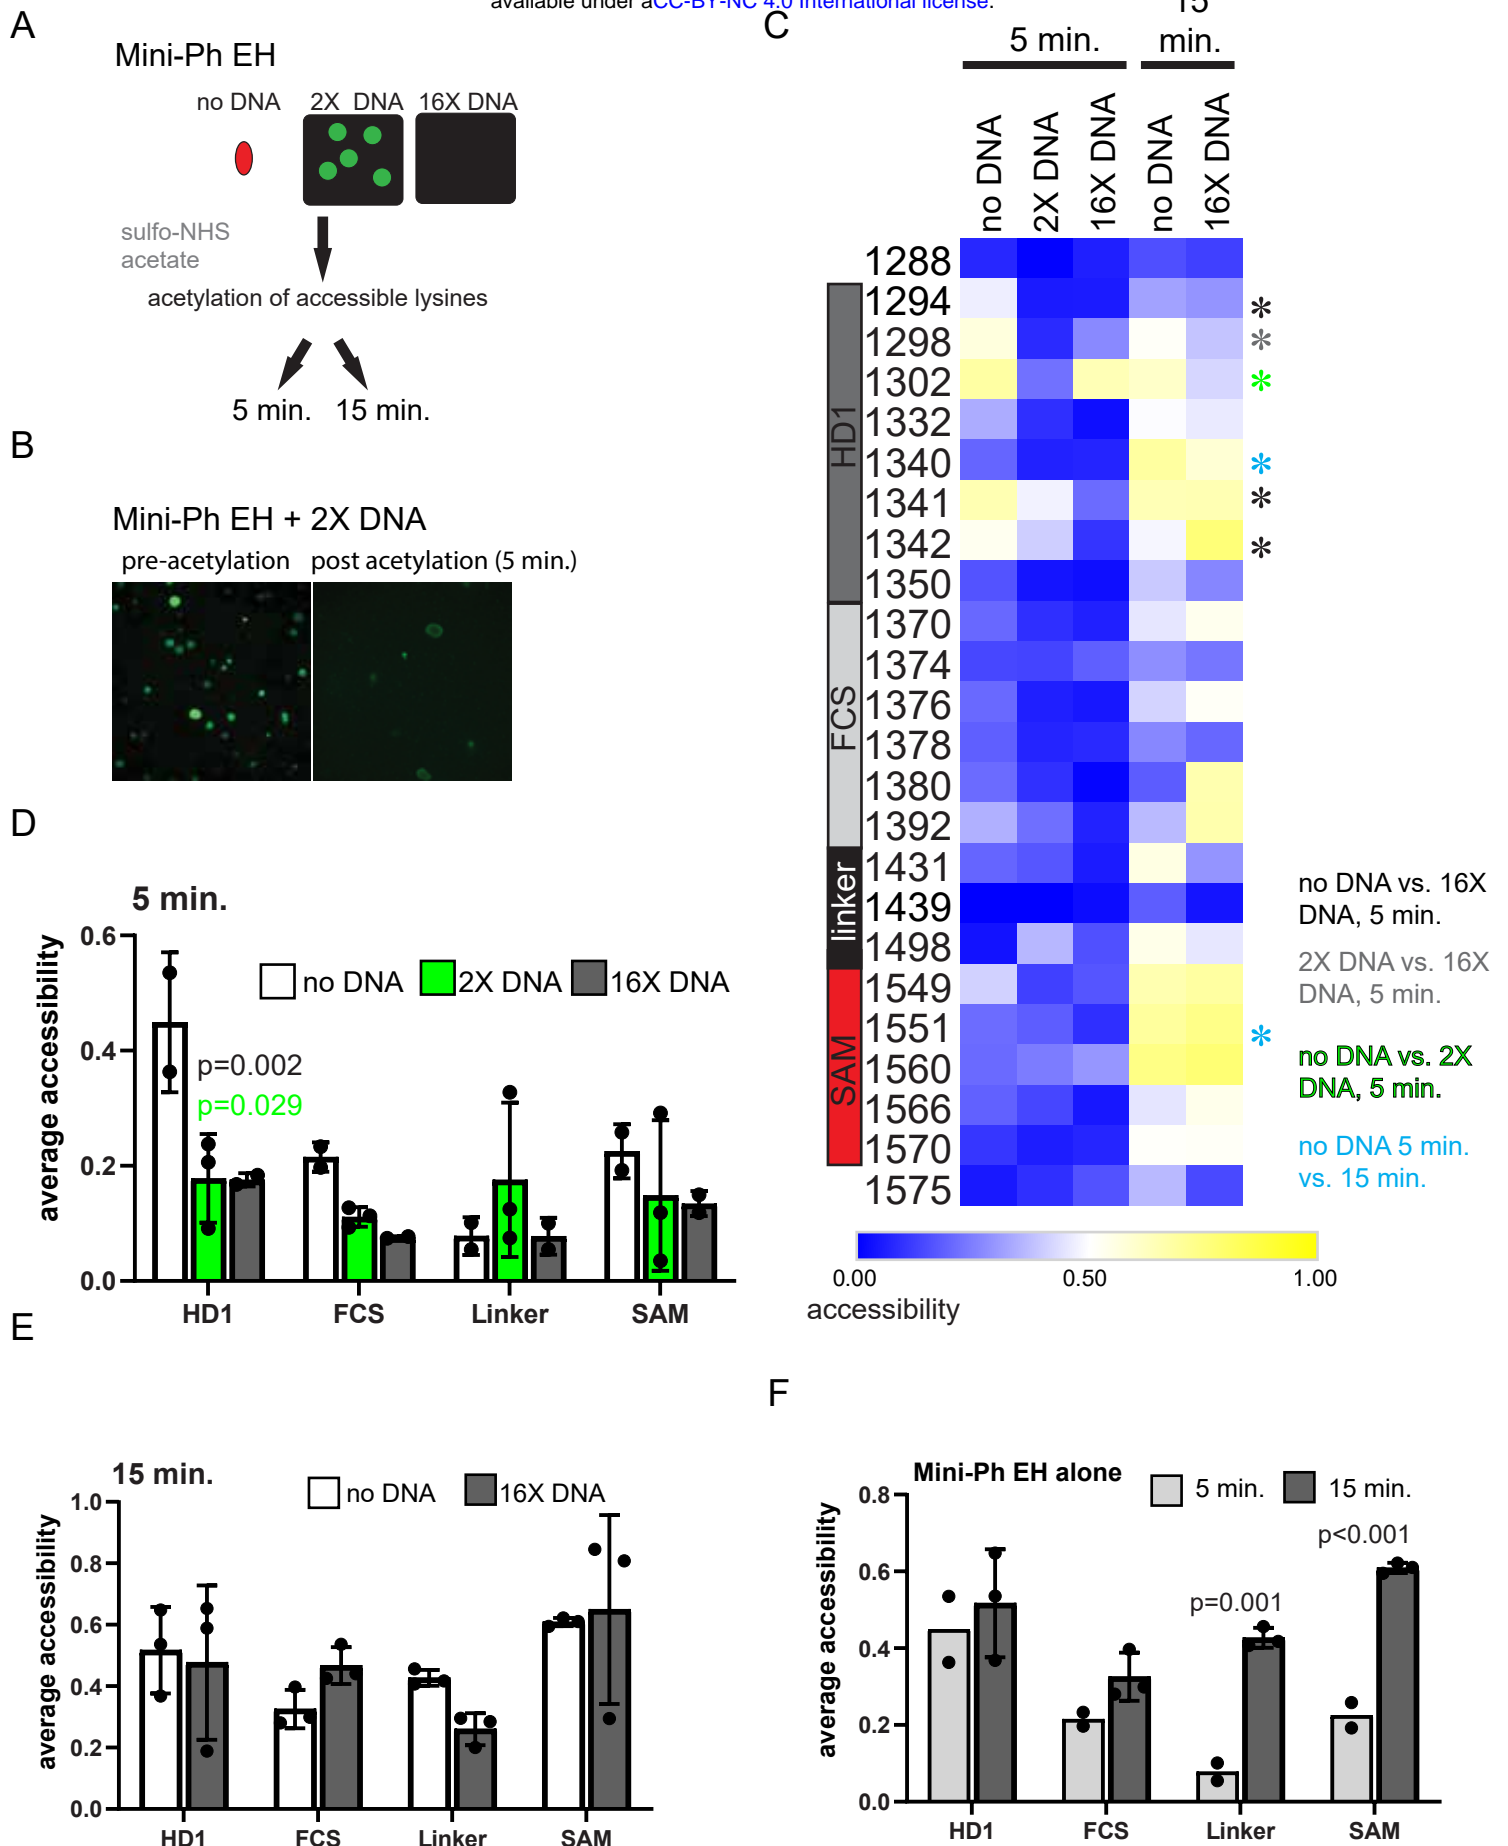 available under aCC-BY-NC 4.0 International license.
A
Mini-Ph EH
no DNA
2X DNA
16X DNA
sulfo-NHS
acetate
acetylation of accessible lysines
5 min.
15 min.
B
Mini-Ph EH + 2X DNA
pre-acetylation
post acetylation (5 min.)
C
5 min.
15
min.
no DNA
2X DNA
16X DNA
no DNA
16X DNA
HD1
FCS
linker
SAM
1288
1294 *
1298 *
1302 *
1332
1340 *
1341 *
1342 *
1350
1370
1374
1376
1378
1380
1392
1431
1439
1498
1549
1551 *
1560
1566
1570
1575
no DNA vs. 16X
DNA, 5 min.
2X DNA vs. 16X
DNA, 5 min.
no DNA vs. 2X
DNA, 5 min.
no DNA 5 min.
vs. 15 min.
0.00
0.50
1.00
accessibility
D
5 min.
average accessibility
0.6
0.4
0.2
0.0
no DNA
2X DNA
16X DNA
p=0.002
p=0.029
HD1
FCS
Linker
SAM
E
15 min.
average accessibility
1.0
0.8
0.6
0.4
0.2
0.0
no DNA
16X DNA
HD1
FCS
Linker
SAM
F
Mini-Ph EH alone
5 min.
15 min.
average accessibility
0.8
0.6
0.4
0.2
0.0
p=0.001
p<0.001
HD1
FCS
Linker
SAM